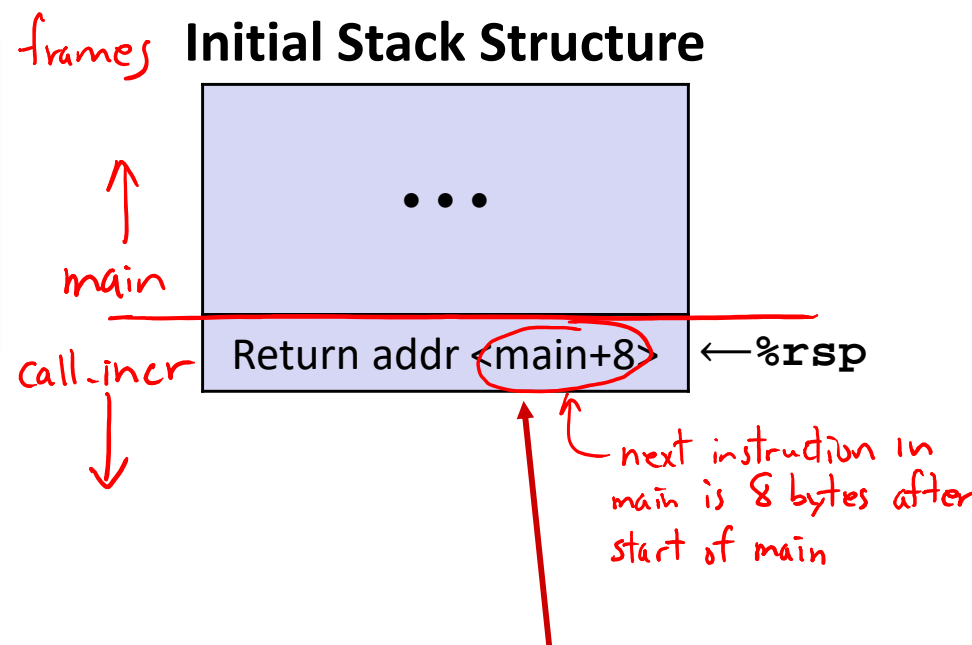 frames Initial Stack Structure
• • •
main
call_incr Return addr <main+8> ←%rsp
next instruction in
main is 8 bytes after
start of main